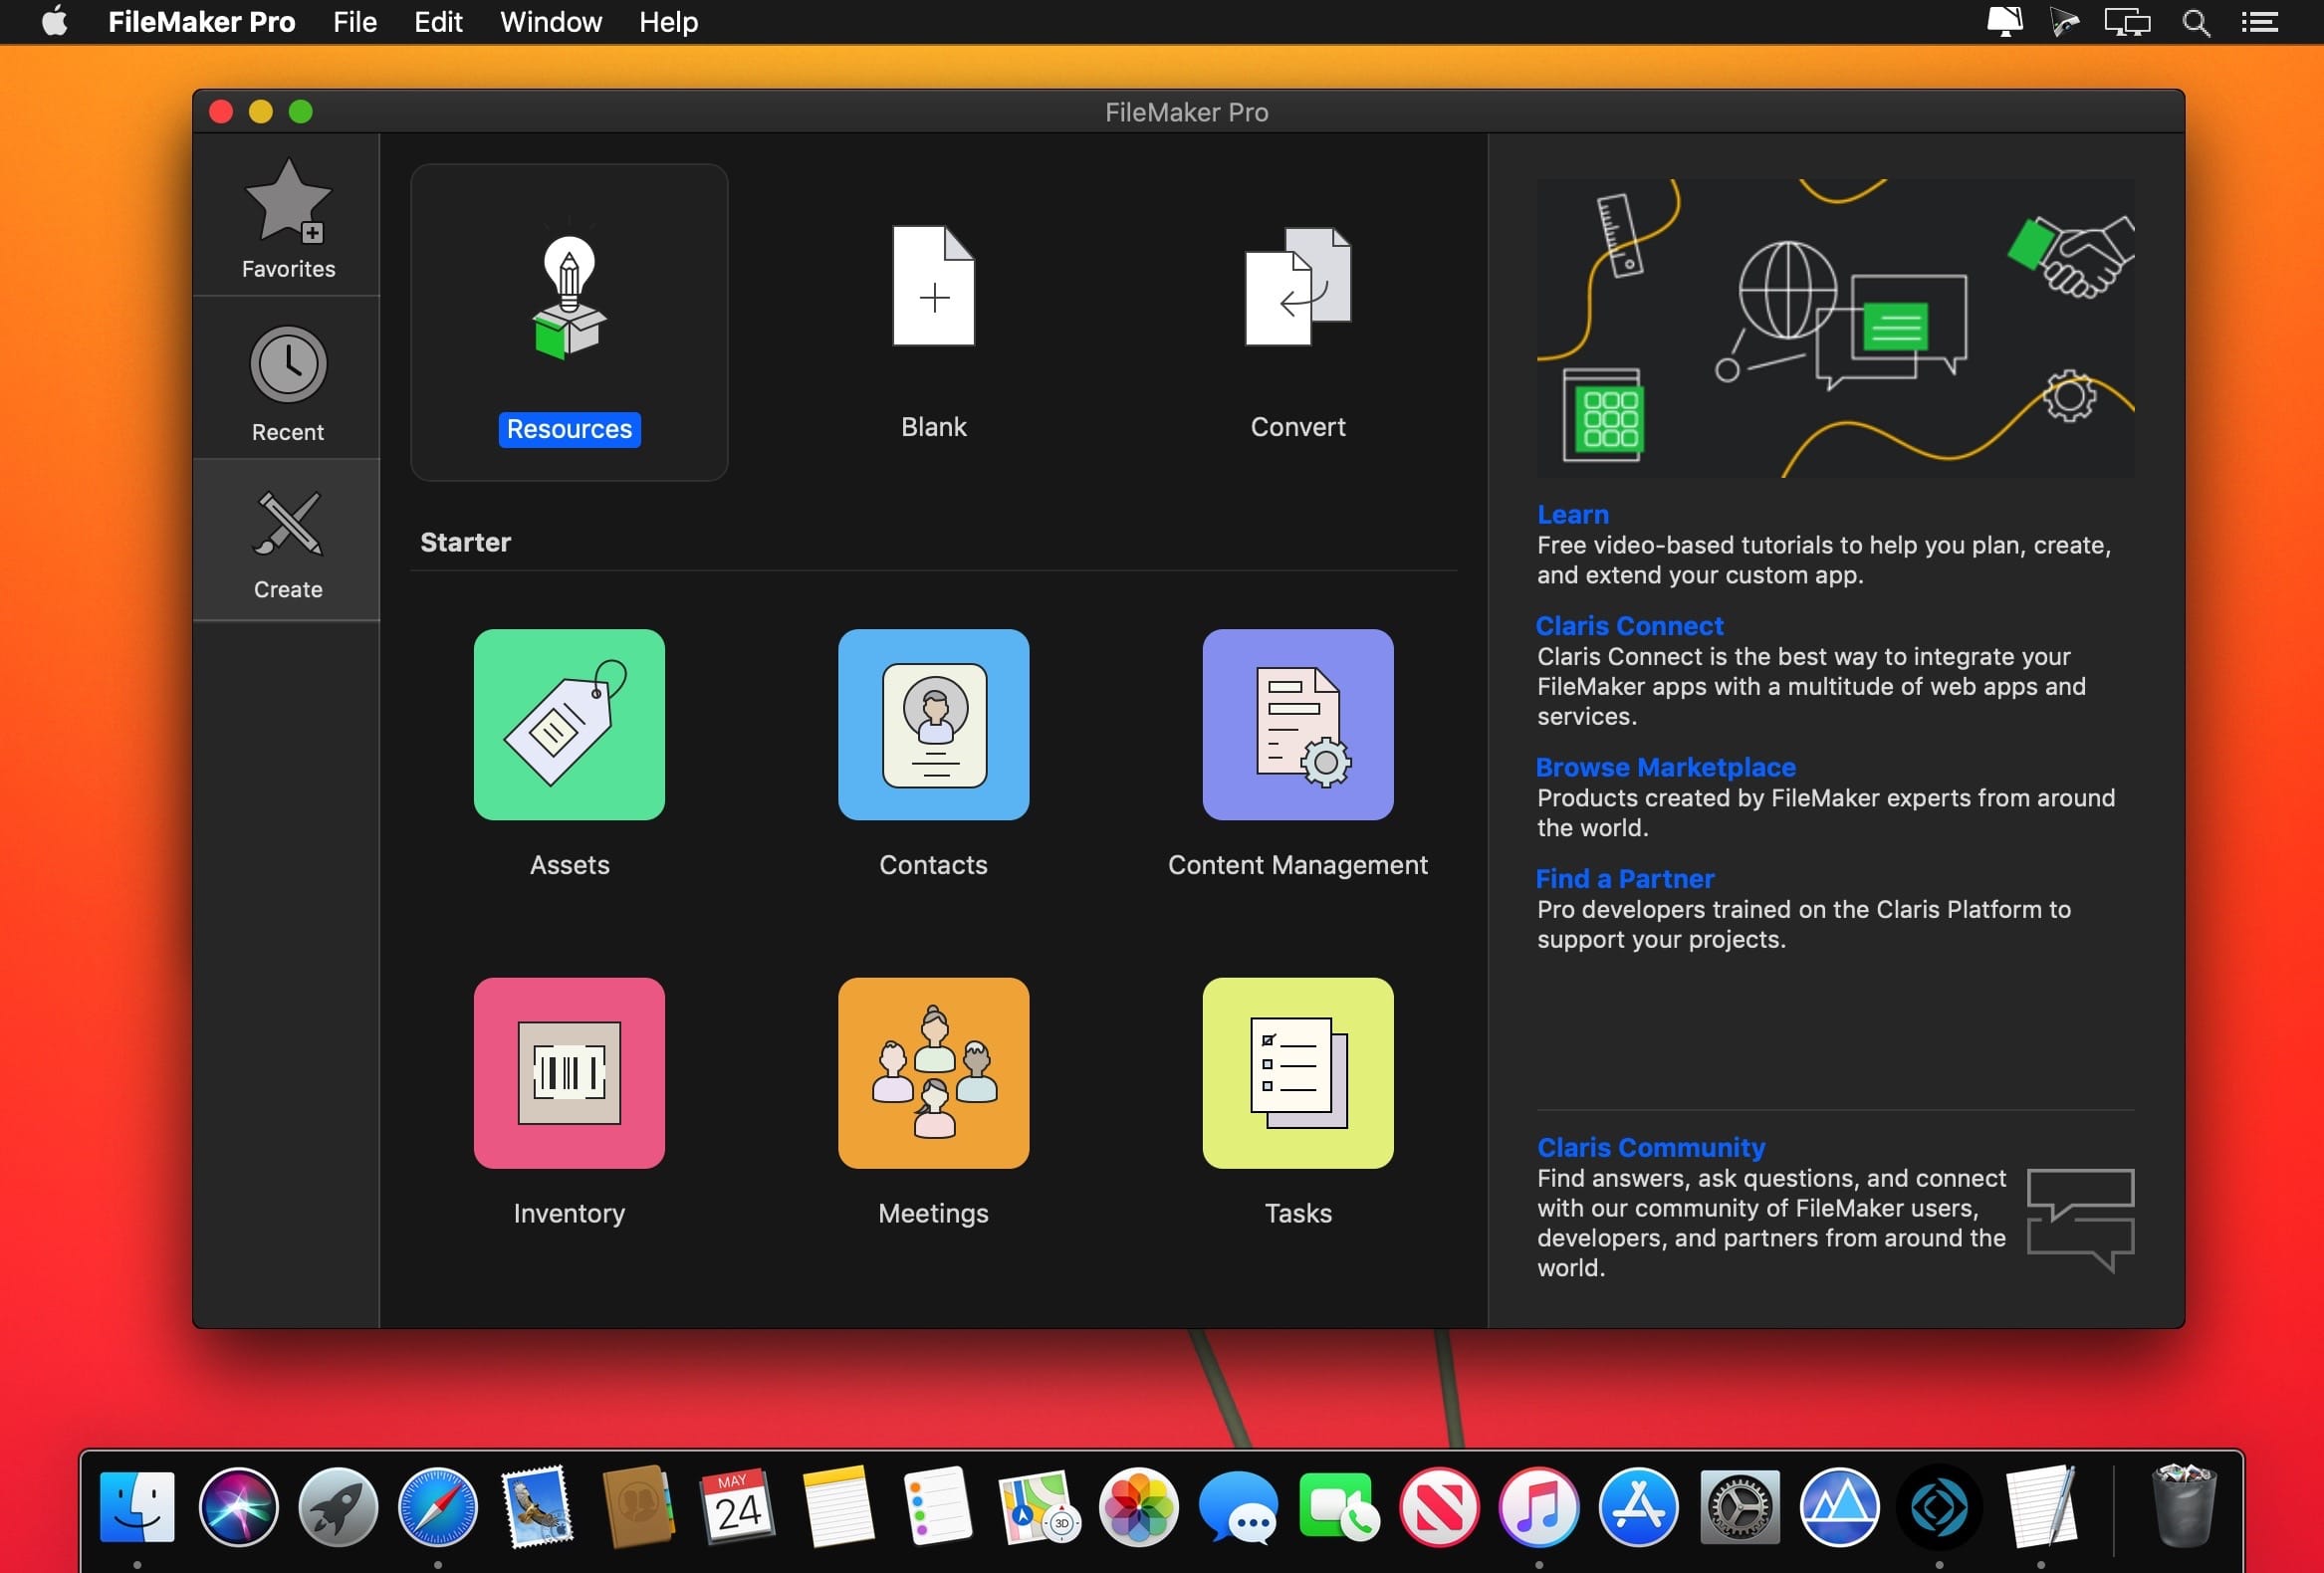 FileMaker Pro File Edit Window Help
FileMaker Pro
Favorites
Recent
Create
Resources
Blank
Convert
Starter
Assets
Contacts
Content Management
Inventory
Meetings
Tasks
Learn
Free video-based tutorials to help you plan, create,
and extend your custom app.
Claris Connect
Claris Connect is the best way to integrate your
FileMaker apps with a multitude of web apps and
services.
Browse Marketplace
Products created by FileMaker experts from around
the world.
Find a Partner
Pro developers trained on the Claris Platform to
support your projects.
Claris Community
Find answers, ask questions, and connect
with our community of FileMaker users,
developers, and partners from around the
world.
MAY
24
3D